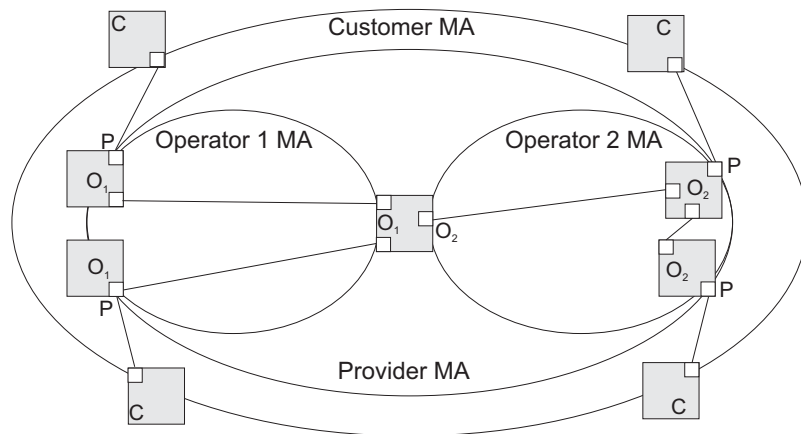 C
Customer MA
C
P
Operator 1 MA
Operator 2 MA
P
O₁
O₂
O₁
O₂
O₁
O₂
P
P
Provider MA
C
C